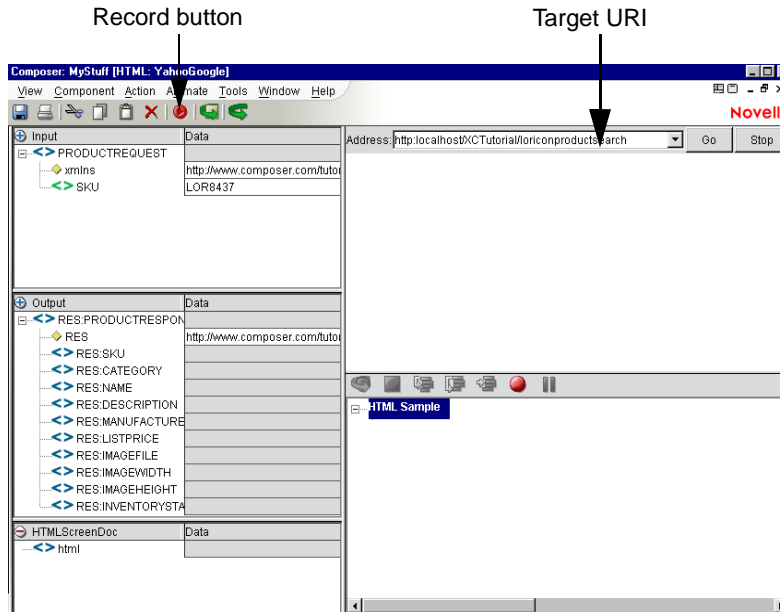 Record button
Target URI
Composer: MyStuff [HTML: YahooGoogle]
View Component Action Animate Tools Window Help
Novell
Input Data
PRODUCTREQUEST
xmlns http://www.composer.com/tutor
SKU LOR8437
Address: http:localhost/XCTutorial/loriconproductsearch Go Stop
Output Data
RES:PRODUCTRESPON
RES http://www.composer.com/tutor
RES:SKU
RES:CATEGORY
RES:NAME
RES:DESCRIPTION
RES:MANUFACTURE
RES:LISTPRICE
RES:IMAGEFILE
RES:IMAGEWIDTH
RES:IMAGEHEIGHT
RES:INVENTORYSTA
HTML Sample
HTMLScreenDoc Data
html